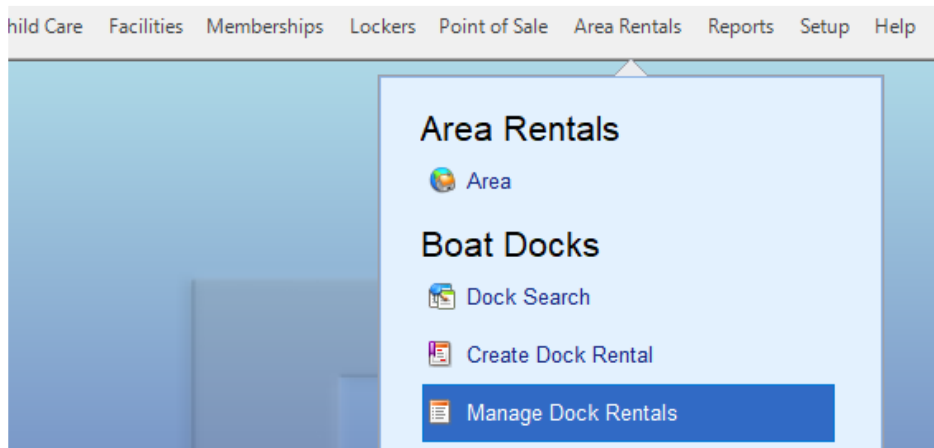 hild Care Facilities Memberships Lockers Point of Sale Area Rentals Reports Setup Help
Area Rentals
Area
Boat Docks
Dock Search
Create Dock Rental
Manage Dock Rentals